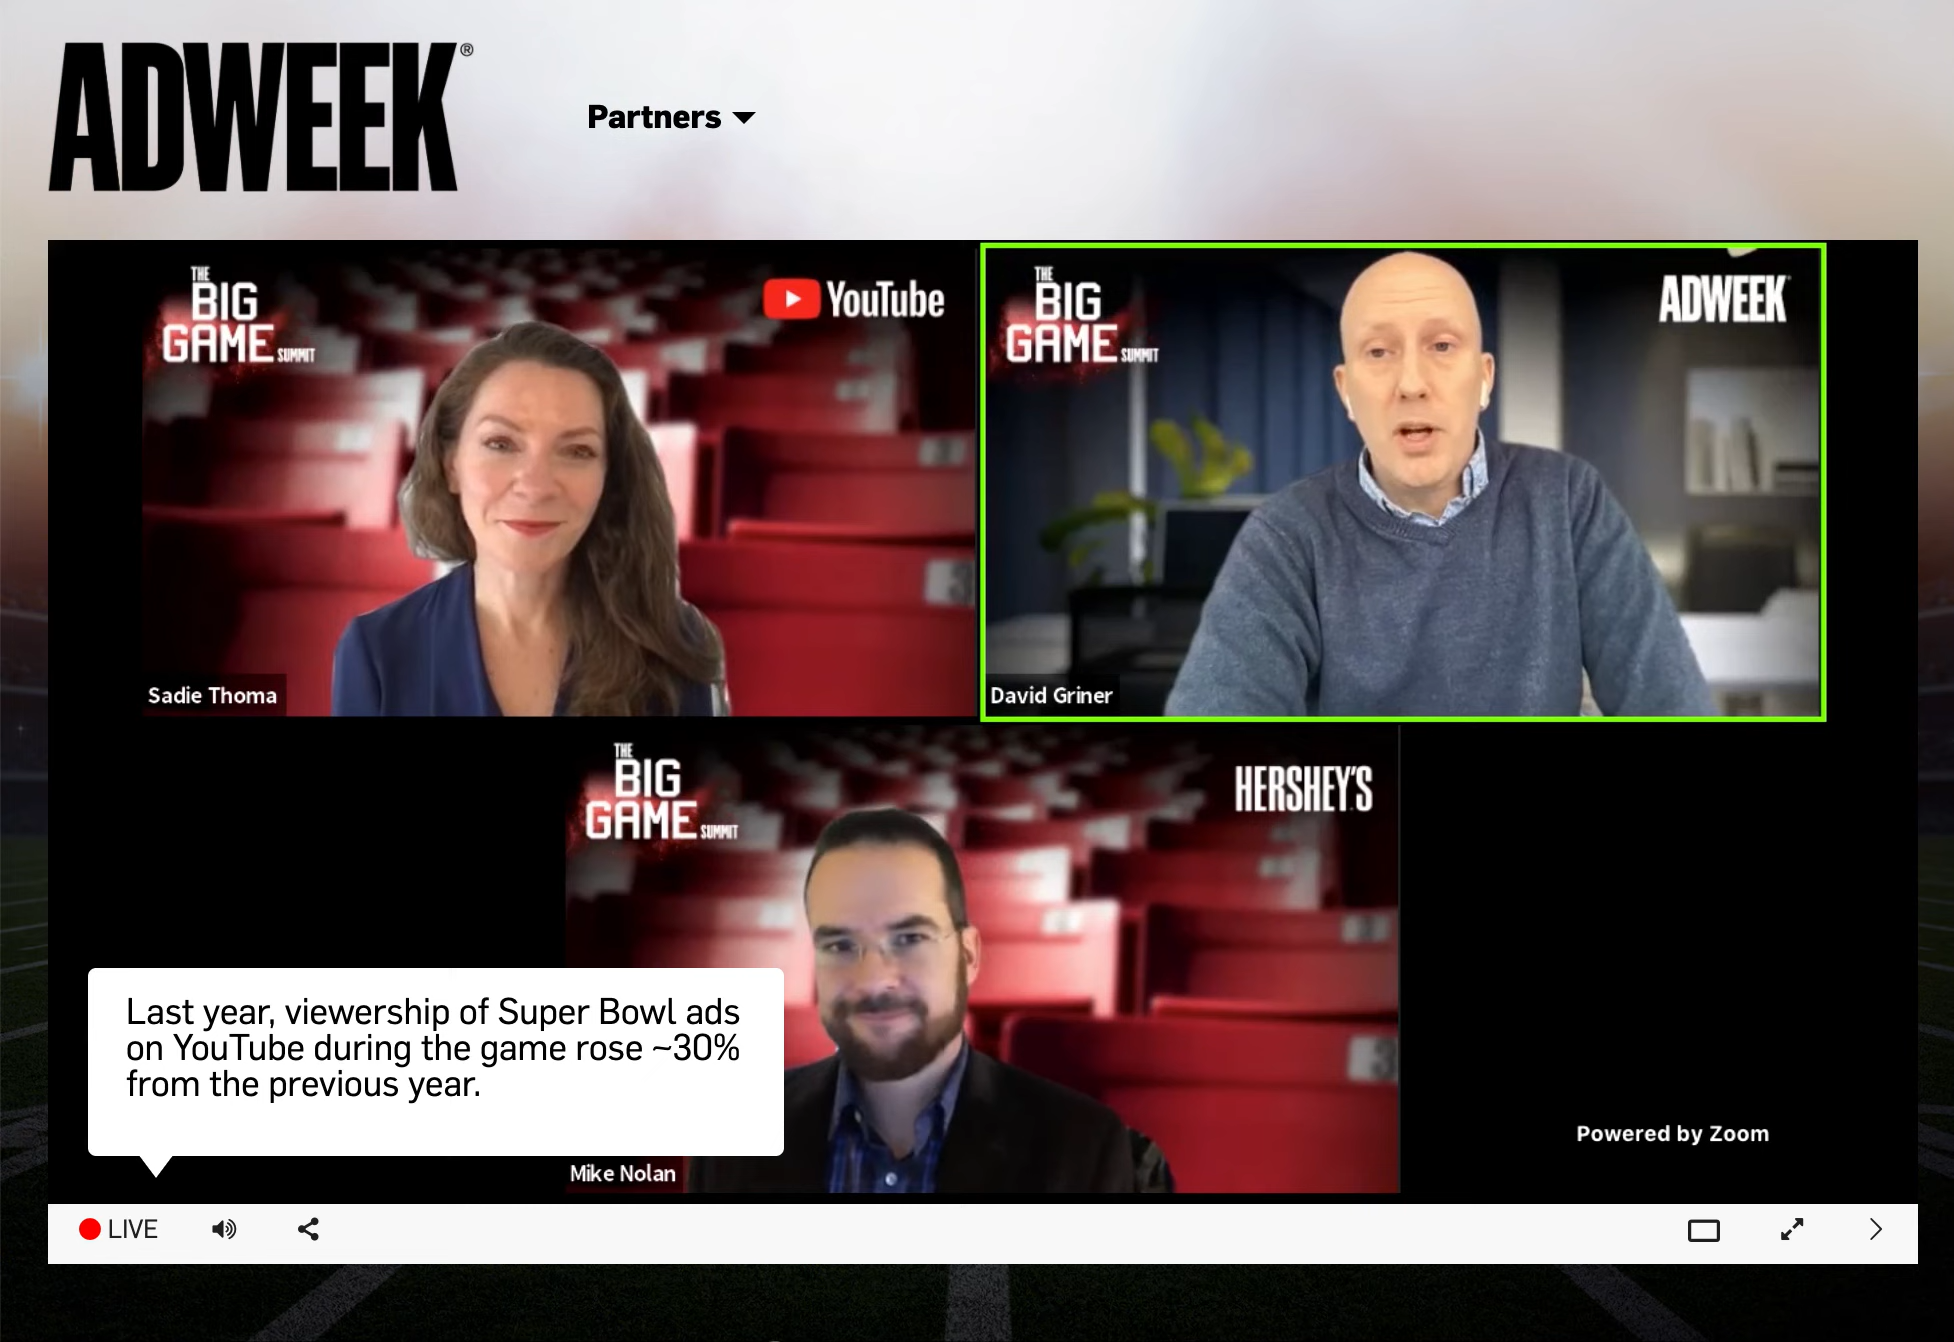 ADWEEK®
Partners
THE
BIG
GAME SUMMIT
YouTube
Sadie Thoma
THE
BIG
GAME SUMMIT
ADWEEK
David Griner
THE
BIG
GAME SUMMIT
HERSHEY'S
Last year, viewership of Super Bowl ads
on YouTube during the game rose ~30%
from the previous year.
Mike Nolan
Powered by Zoom
LIVE